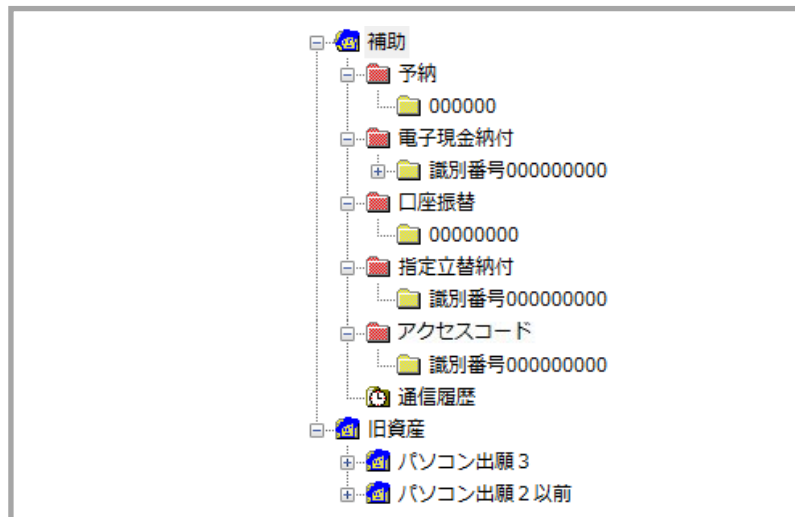 補助
予納
000000
電子現金納付
識別番号000000000
口座振替
00000000
指定立替納付
識別番号000000000
アクセスコード
識別番号000000000
通信履歴
旧資産
パソコン出願３
パソコン出願２以前